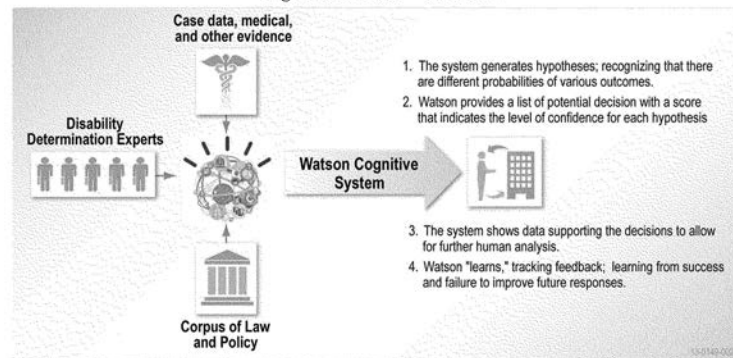 Case data, medical,
and other evidence
Disability
Determination Experts
Watson Cognitive
System
Corpus of Law
and Policy
1. The system generates hypotheses; recognizing that there
are different probabilities of various outcomes.
2. Watson provides a list of potential decision with a score
that indicates the level of confidence for each hypothesis
3. The system shows data supporting the decisions to allow
for further human analysis.
4. Watson "learns," tracking feedback; learning from success
and failure to improve future responses.